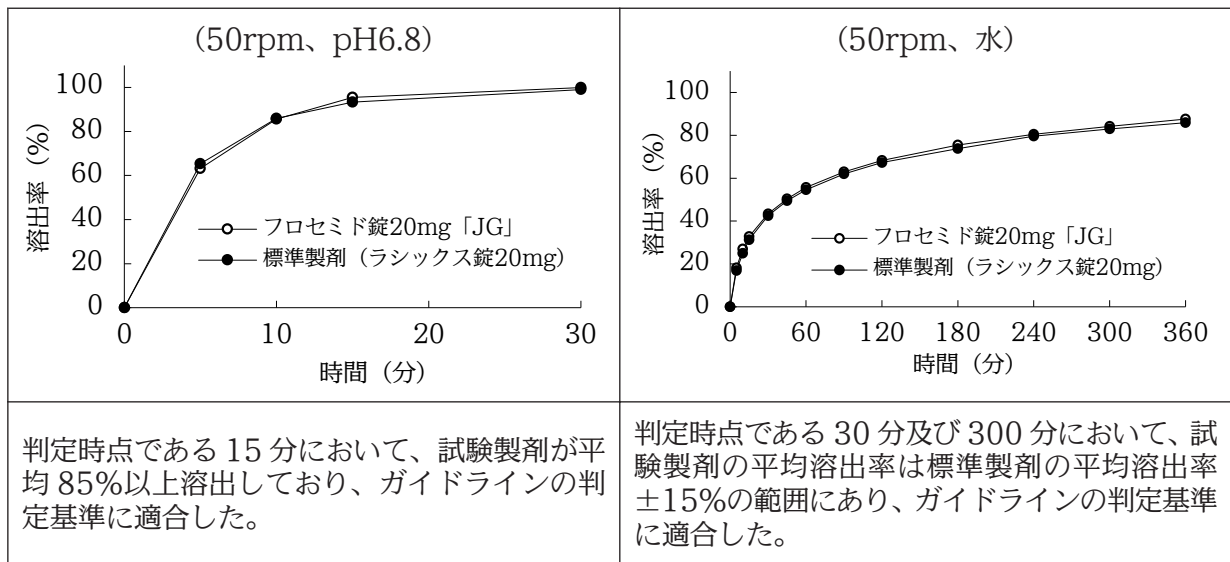 (50rpm、pH6.8)
100
80
60
40
20
0
溶出率 (%)
フロセミド錠20mg「JG」
標準製剤 (ラシックス錠20mg)
0 10 20 30
時間 (分)
判定時点である 15 分において、試験製剤が平
均 85%以上溶出しており、ガイドラインの判
定基準に適合した。
(50rpm、水)
100
80
60
40
20
0
溶出率 (%)
フロセミド錠20mg「JG」
標準製剤 (ラシックス錠20mg)
0 60 120 180 240 300 360
時間 (分)
判定時点である 30 分及び 300 分において、試
験製剤の平均溶出率は標準製剤の平均溶出率
±15%の範囲にあり、ガイドラインの判定基準
に適合した。